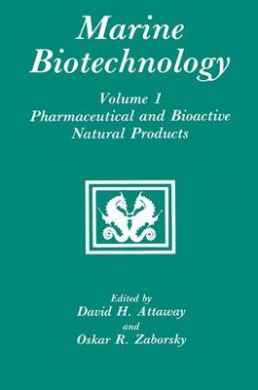 Marine
Biotechnology
Volume 1
Pharmaceutical and Bioactive
Natural Products
Edited by
David H. Attaway
and
Oskar R. Zaborsky